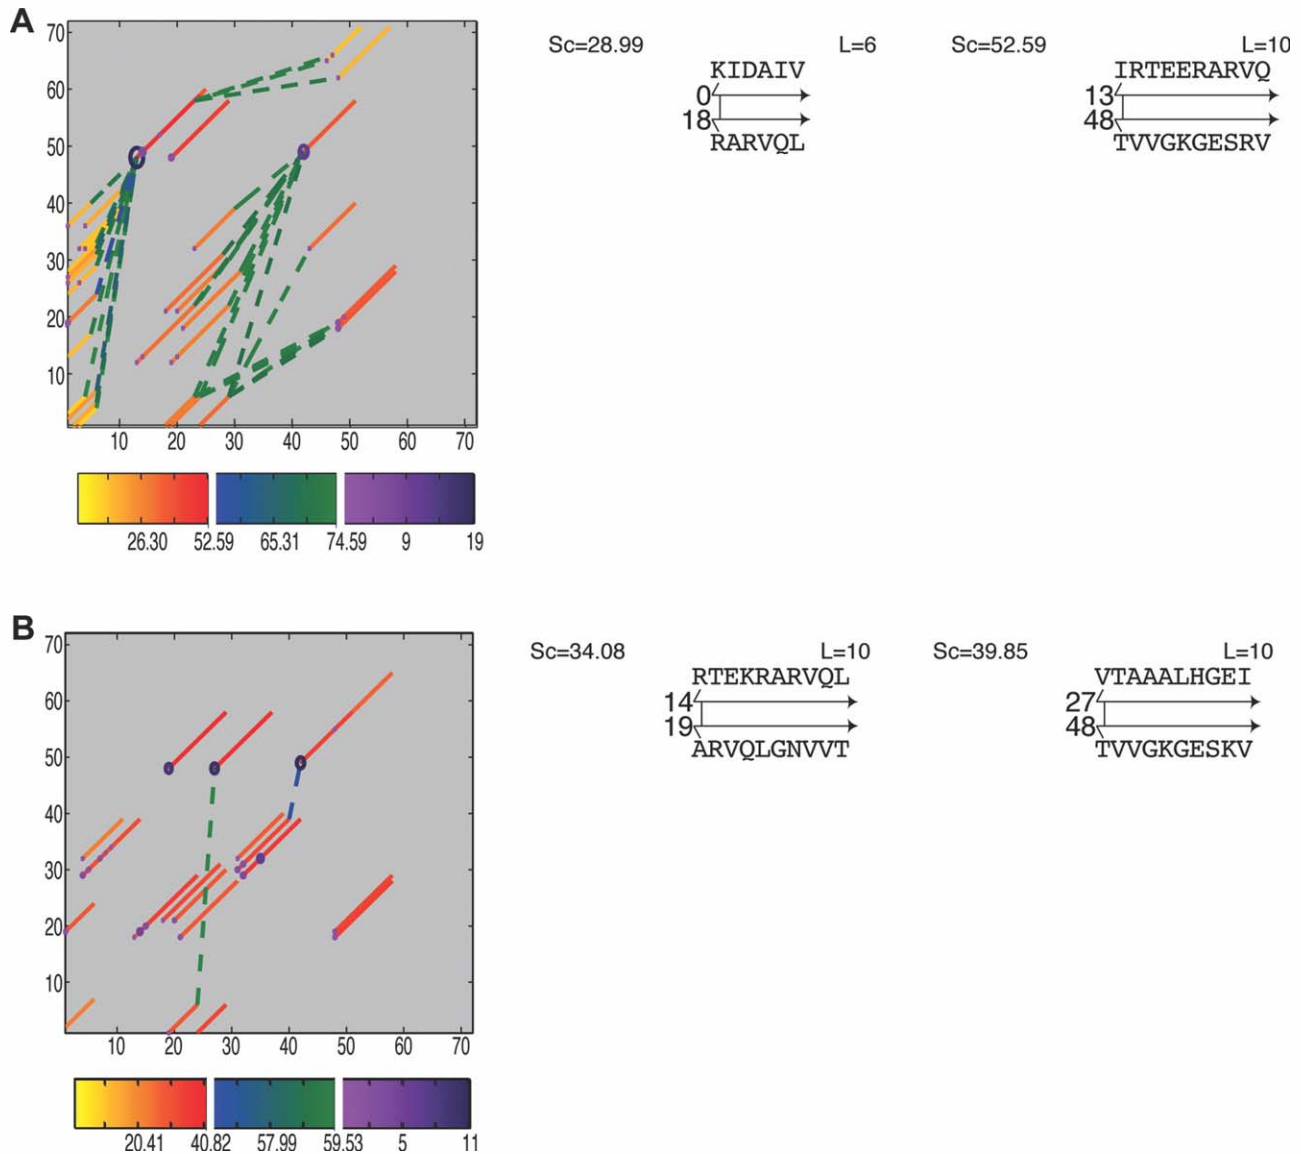 A
70
60
50
40
30
20
10
10 20 30 40 50 60 70
26.30 52.59 65.31 74.59 9 19
Sc=28.99 L=6
KIDAIV
0
18
RARVQL
Sc=52.59 L=10
IRTEERARVQ
13
48
TVVGKGESRV
B
70
60
50
40
30
20
10
10 20 30 40 50 60 70
20.41 40.82 57.99 59.53 5 11
Sc=34.08 L=10
RTEKRARVQL
14
19
ARVQLGNVVT
Sc=39.85 L=10
VTAAALHGEI
27
48
TVVGKGESKV